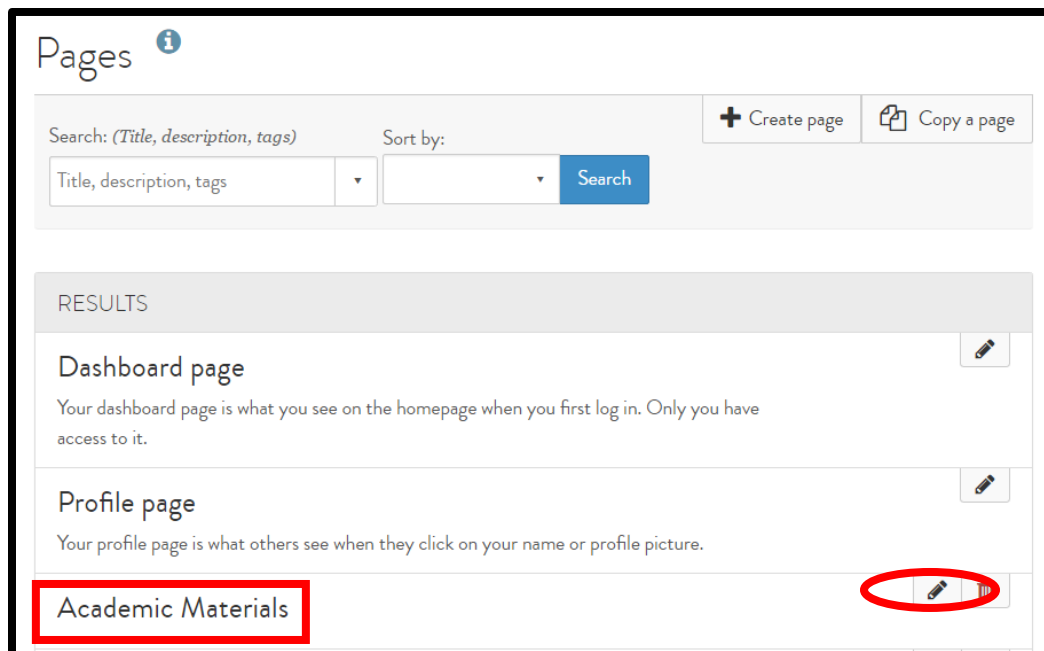 Pages
Create page
Copy a page
Search: (Title, description, tags)
Sort by:
Title, description, tags
Search
RESULTS
Dashboard page
Your dashboard page is what you see on the homepage when you first log in. Only you have
access to it.
Profile page
Your profile page is what others see when they click on your name or profile picture.
Academic Materials